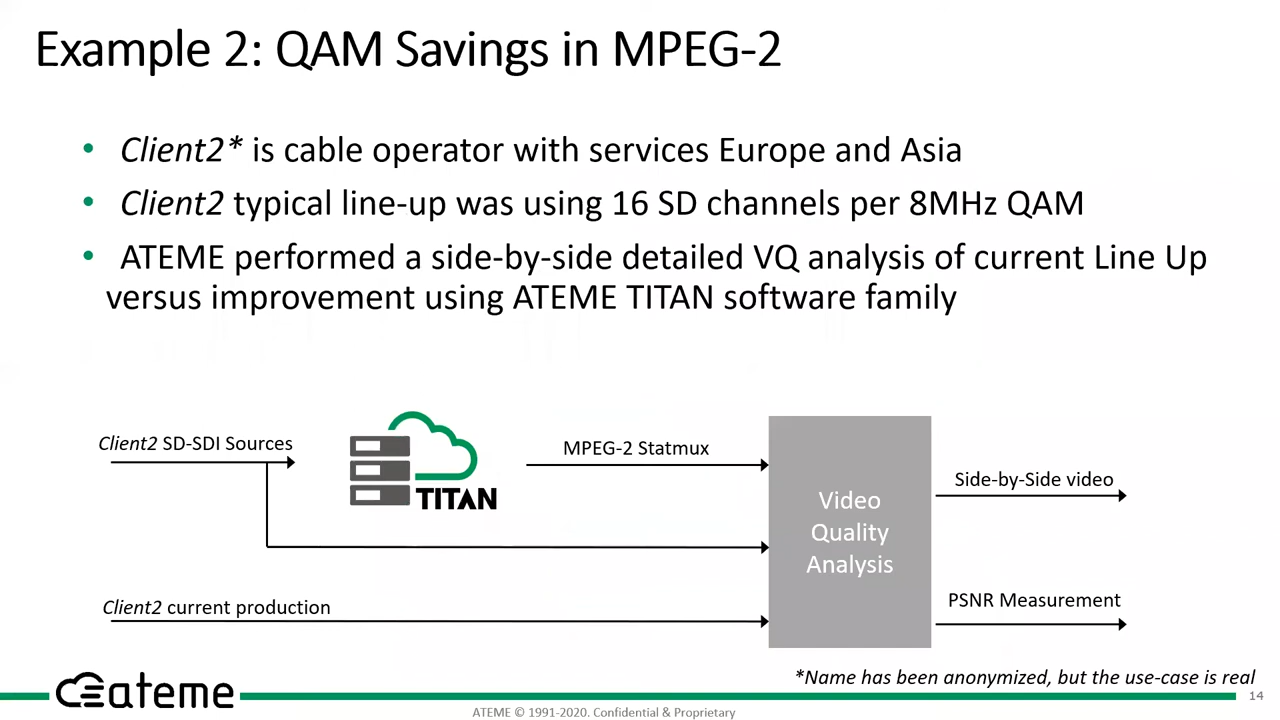 Example 2: QAM Savings in MPEG-2
• Client2* is cable operator with services Europe and Asia
• Client2 typical line-up was using 16 SD channels per 8MHz QAM
• ATEME performed a side-by-side detailed VQ analysis of current Line Up
versus improvement using ATEME TITAN software family
Client2 SD-SDI Sources
TITAN
MPEG-2 Statmux
Video
Quality
Analysis
Side-by-Side video
Client2 current production
PSNR Measurement
*Name has been anonymized, but the use-case is real
ateme
14
ATEME © 1991-2020. Confidential & Proprietary